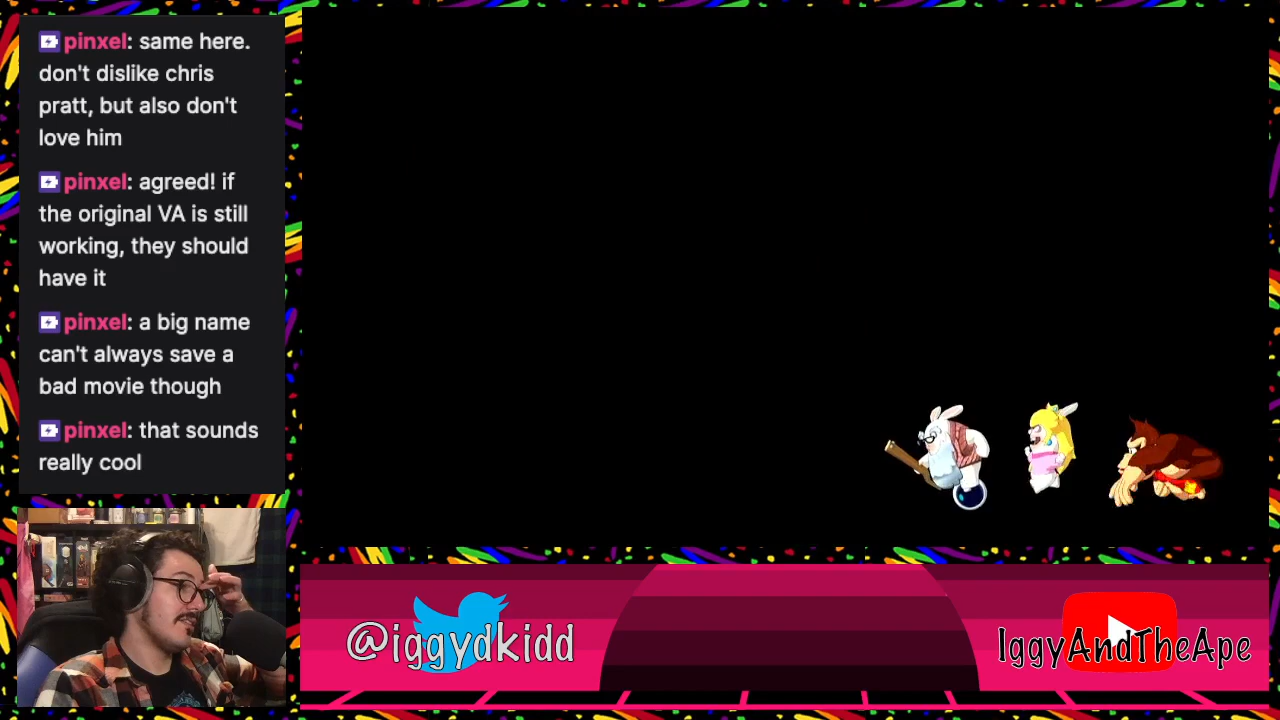 pinxel: same here.
don't dislike chris
pratt, but also don't
love him
pinxel: agreed! if
the original VA is still
working, they should
have it
pinxel: a big name
can't always save a
bad movie though
pinxel: that sounds
really cool
@iggydkidd
IggyAndTheApe